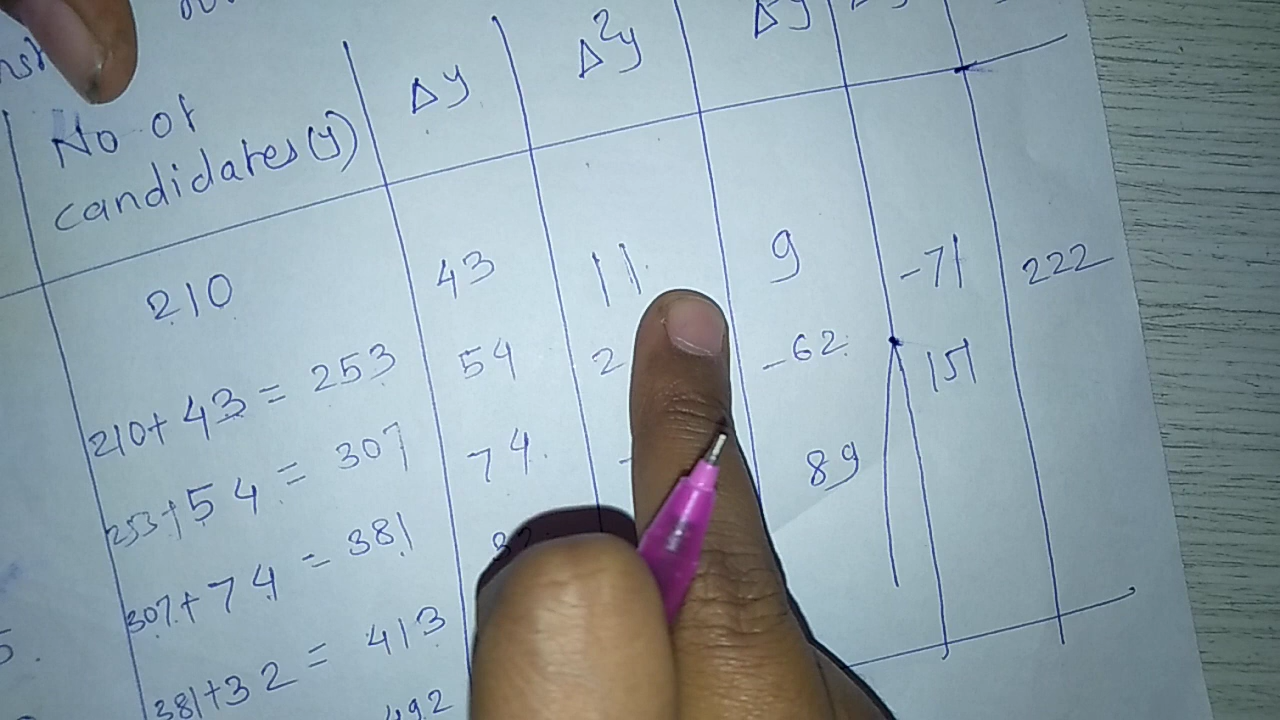 No of Δy Δ²y
candidates(y)
210 43 11 9 -71 222
210+43 = 253 54 2 -62 151
253+54 = 307 74 89
307+74 = 381
381+32 = 413
492